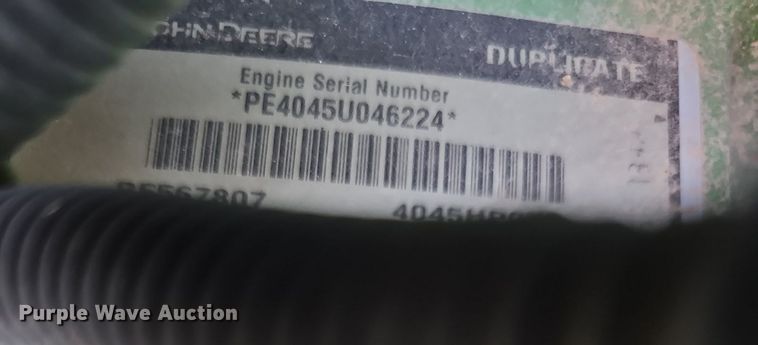 JOHN DEERE
DUPLICATE
Engine Serial Number
*PE4045U046224*
Purple Wave Auction